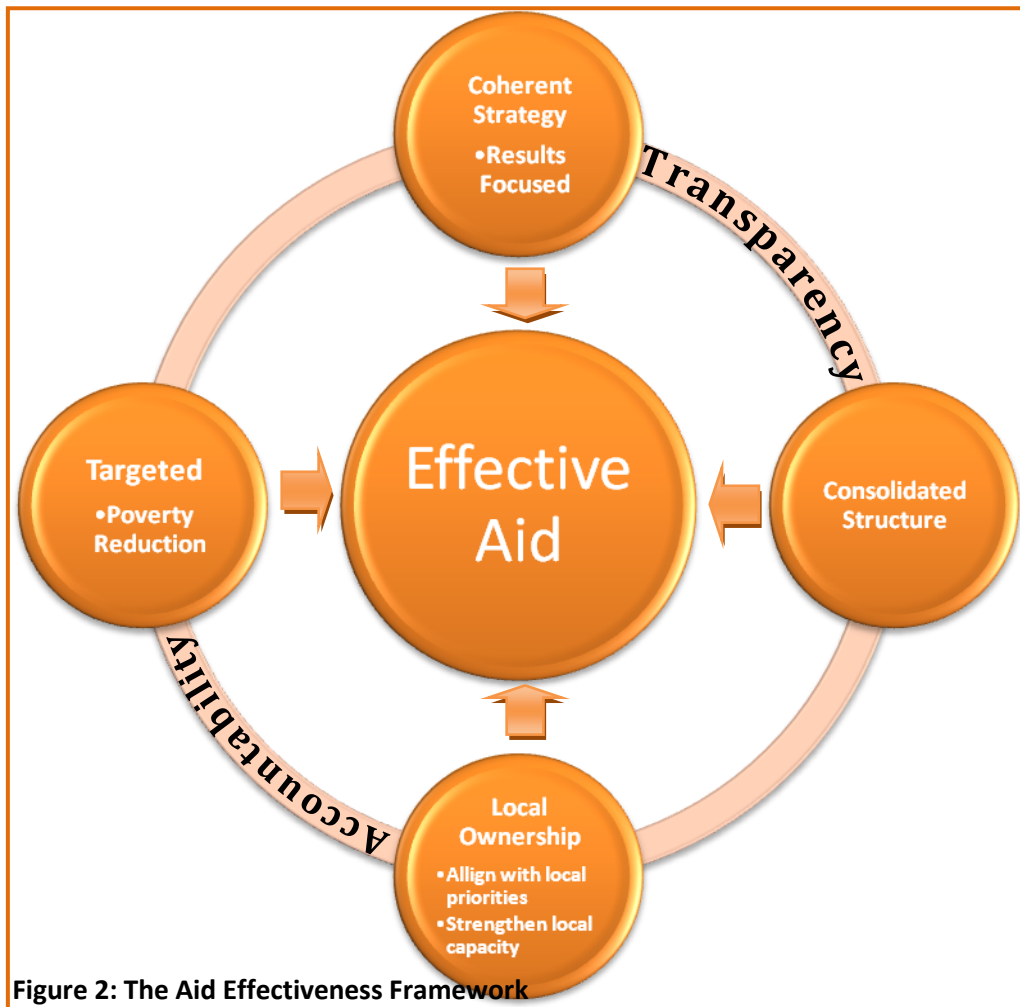 Coherent
Strategy
•Results
Focused
Transparency
Targeted
•Poverty
Reduction
Effective
Aid
Consolidated
Structure
Accountability
Local
Ownership
•Allign with local
priorities
•Strengthen local
capacity
Figure 2: The Aid Effectiveness Framework